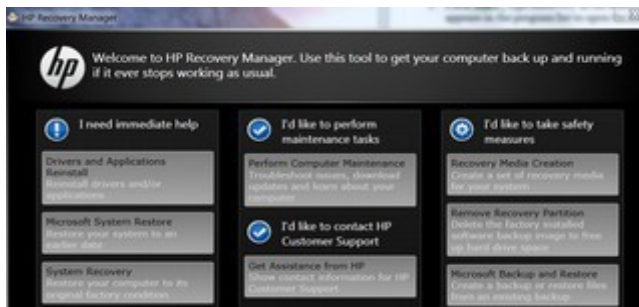 HP Recovery Manager
hp
Welcome to HP Recovery Manager. Use this tool to get your computer back up and running
if it ever stops working as usual.
I need immediate help
Drivers and Applications
Reinstall
Reinstall drivers and/or
applications
Microsoft System Restore
Restore your system to an
earlier date
System Recovery
Restore your computer to its
original factory condition.
I'd like to perform
maintenance tasks
Perform Computer Maintenance
Troubleshoot issues, download
updates and learn about your
computer
I'd like to contact HP
Customer Support
Get Assistance from HP
Show contact information for HP
Customer Support
I'd like to take safety
measures
Recovery Media Creation
Create a set of recovery media
for your system
Remove Recovery Partition
Delete the factory installed
software backup image to free
up hard drive space
Microsoft Backup and Restore
Create a backup or restore files
from an existing backup